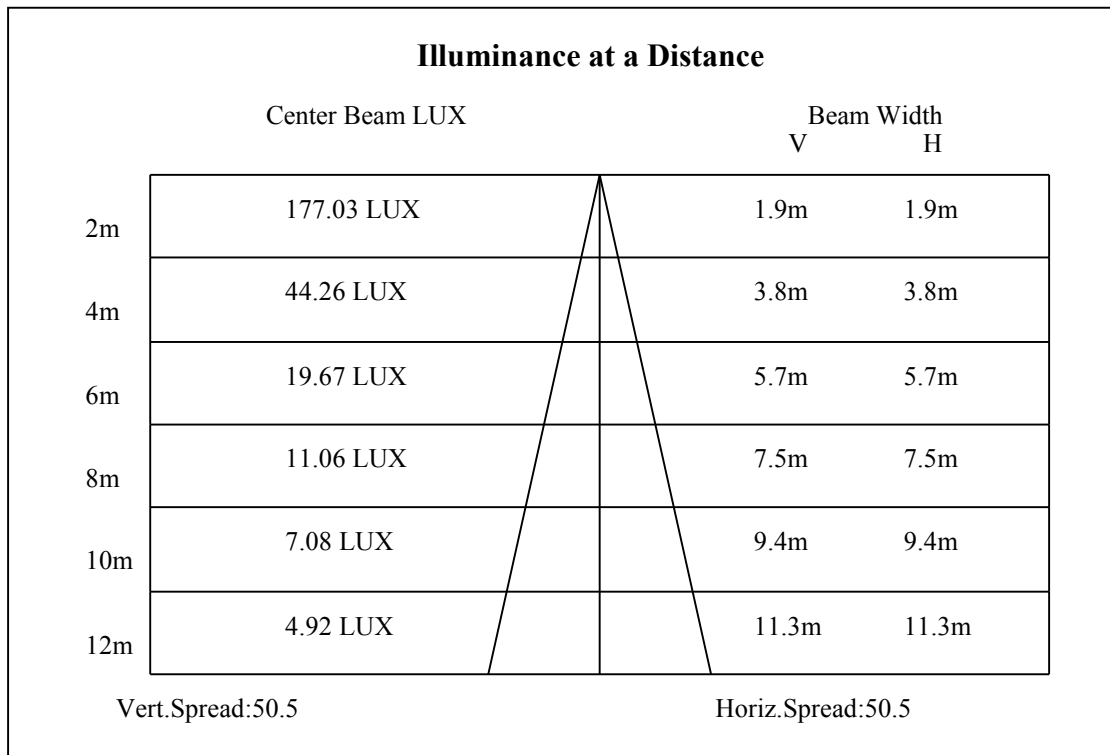 Illuminance at a Distance
Center Beam LUX Beam Width
V H
2m 177.03 LUX 1.9m 1.9m
4m 44.26 LUX 3.8m 3.8m
6m 19.67 LUX 5.7m 5.7m
8m 11.06 LUX 7.5m 7.5m
10m 7.08 LUX 9.4m 9.4m
12m 4.92 LUX 11.3m 11.3m
Vert.Spread:50.5 Horiz.Spread:50.5